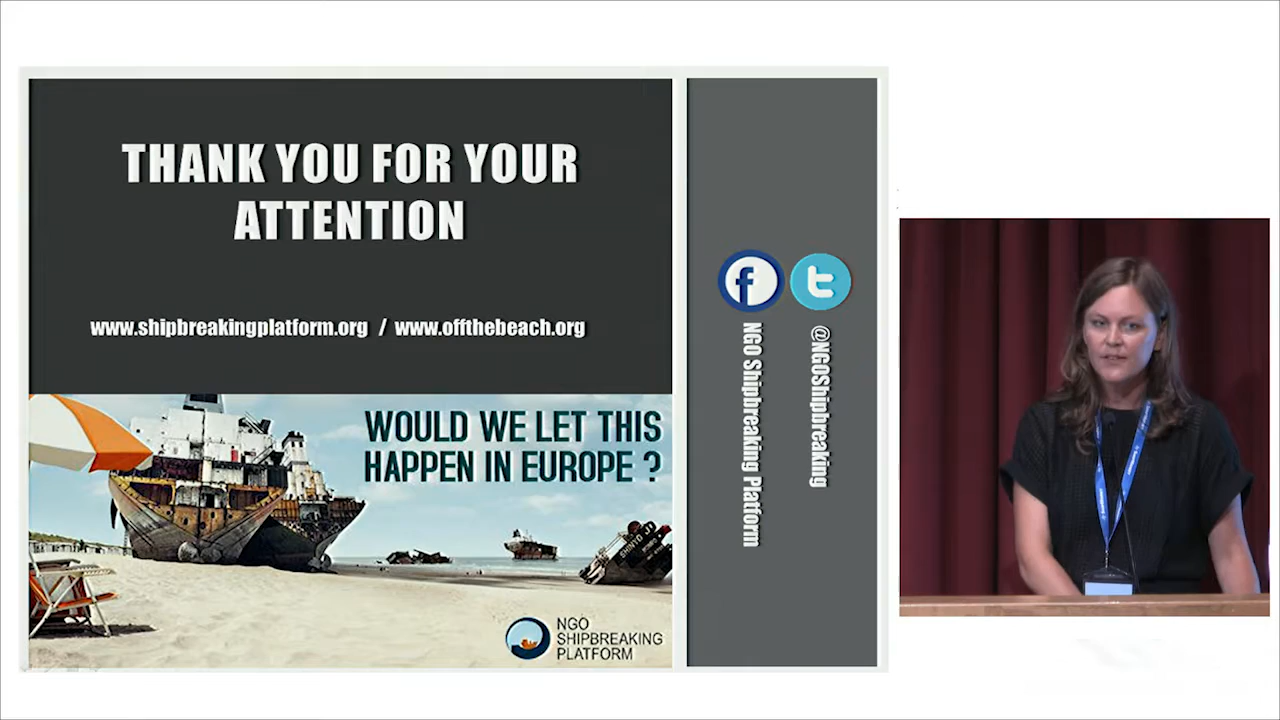 THANK YOU FOR YOUR
ATTENTION
www.shipbreakingplatform.org / www.offthebeach.org
WOULD WE LET THIS
HAPPEN IN EUROPE ?
NGO
SHIPBREAKING
PLATFORM
f
NGO Shipbreaking Platform
t
@NGOShipbreaking